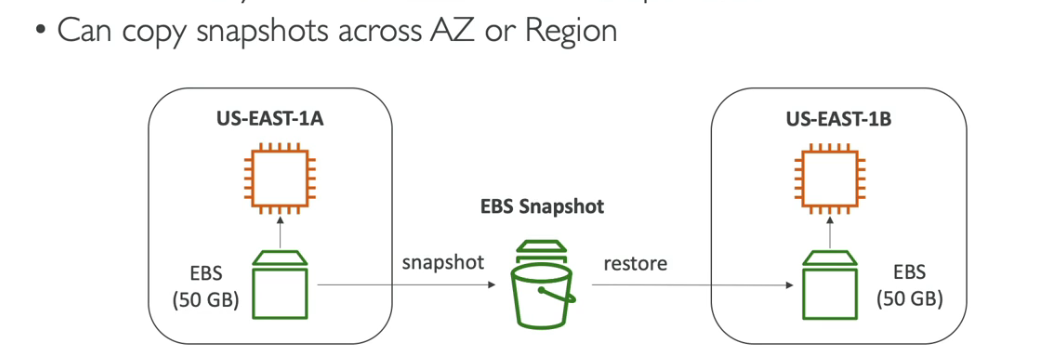 • Can copy snapshots across AZ or Region
US-EAST-1A
US-EAST-1B
EBS Snapshot
snapshot
restore
EBS
(50 GB)
EBS
(50 GB)